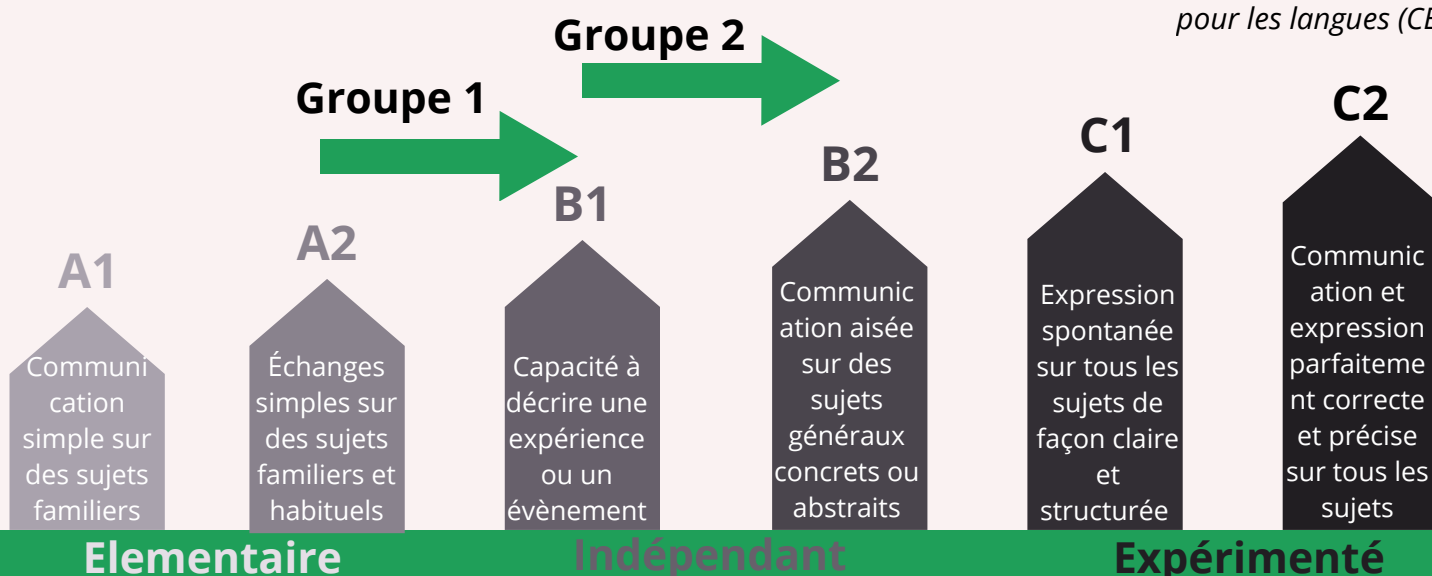 pour les langues (CE
Groupe 2
Groupe 1
A1
Communi
cation
simple sur
des sujets
familiers
A2
Échanges
simples sur
des sujets
familiers et
habituels
B1
Capacité à
décrire une
expérience
ou un
évènement
B2
Communic
ation aisée
sur des
sujets
généraux
concrets ou
abstraits
C1
Expression
spontanée
sur tous les
sujets de
façon claire
et
structurée
C2
Communic
ation et
expression
parfaiteme
nt correcte
et précise
sur tous les
sujets
Elementaire
Indépendant
Expérimenté